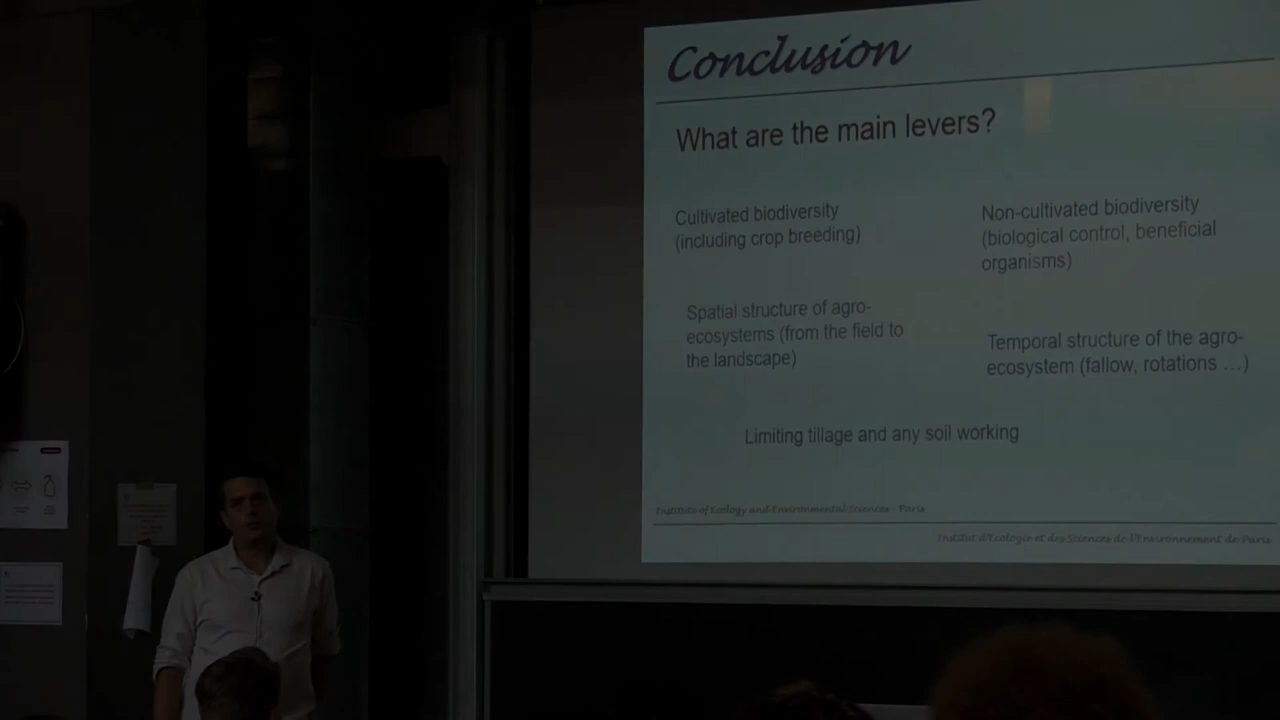 Conclusion
What are the main levers?
Cultivated biodiversity
(including crop breeding)
Non-cultivated biodiversity
(biological control, beneficial
organisms)
Spatial structure of agro-
ecosystems (from the field to
the landscape)
Temporal structure of the agro-
ecosystem (fallow, rotations …)
Limiting tillage and any soil working
Institute of Ecology and Environmental Sciences - Paris
Institut d'Ecologie et des Sciences de l'Environnement de Paris